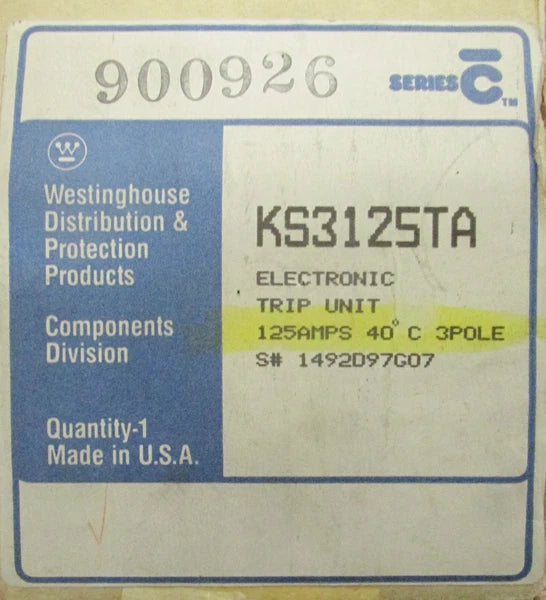 900926
SERIES C™
W
Westinghouse
Distribution &
Protection
Products
Components
Division
Quantity-1
Made in U.S.A.
KS3125TA
ELECTRONIC
TRIP UNIT
125AMPS 40° C 3POLE
S# 1492D97G07